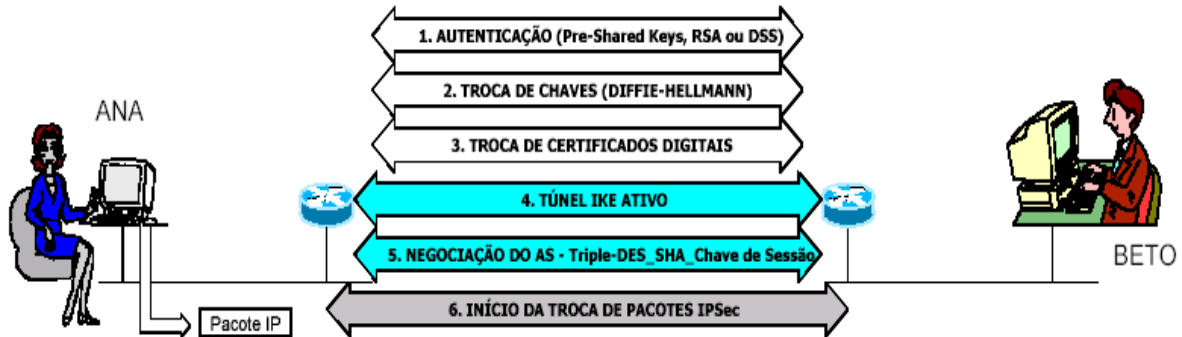 1. AUTENTICAÇÃO (Pre-Shared Keys, RSA ou DSS)
2. TROCA DE CHAVES (DIFFIE-HELLMANN)
ANA
3. TROCA DE CERTIFICADOS DIGITAIS
4. TÚNEL IKE ATIVO
5. NEGOCIAÇÃO DO AS - Triple-DES_SHA_Chave de Sessão
BETO
6. INÍCIO DA TROCA DE PACOTES IPSec
Pacote IP